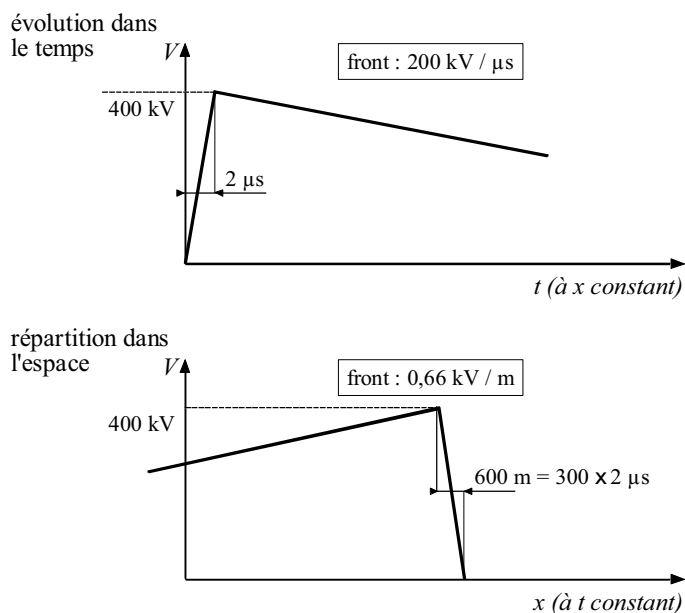 évolution dans
le temps
V
front : 200 kV / µs
400 kV
2 µs
t (à x constant)
répartition dans
l'espace
V
front : 0,66 kV / m
400 kV
600 m = 300 x 2 µs
x (à t constant)